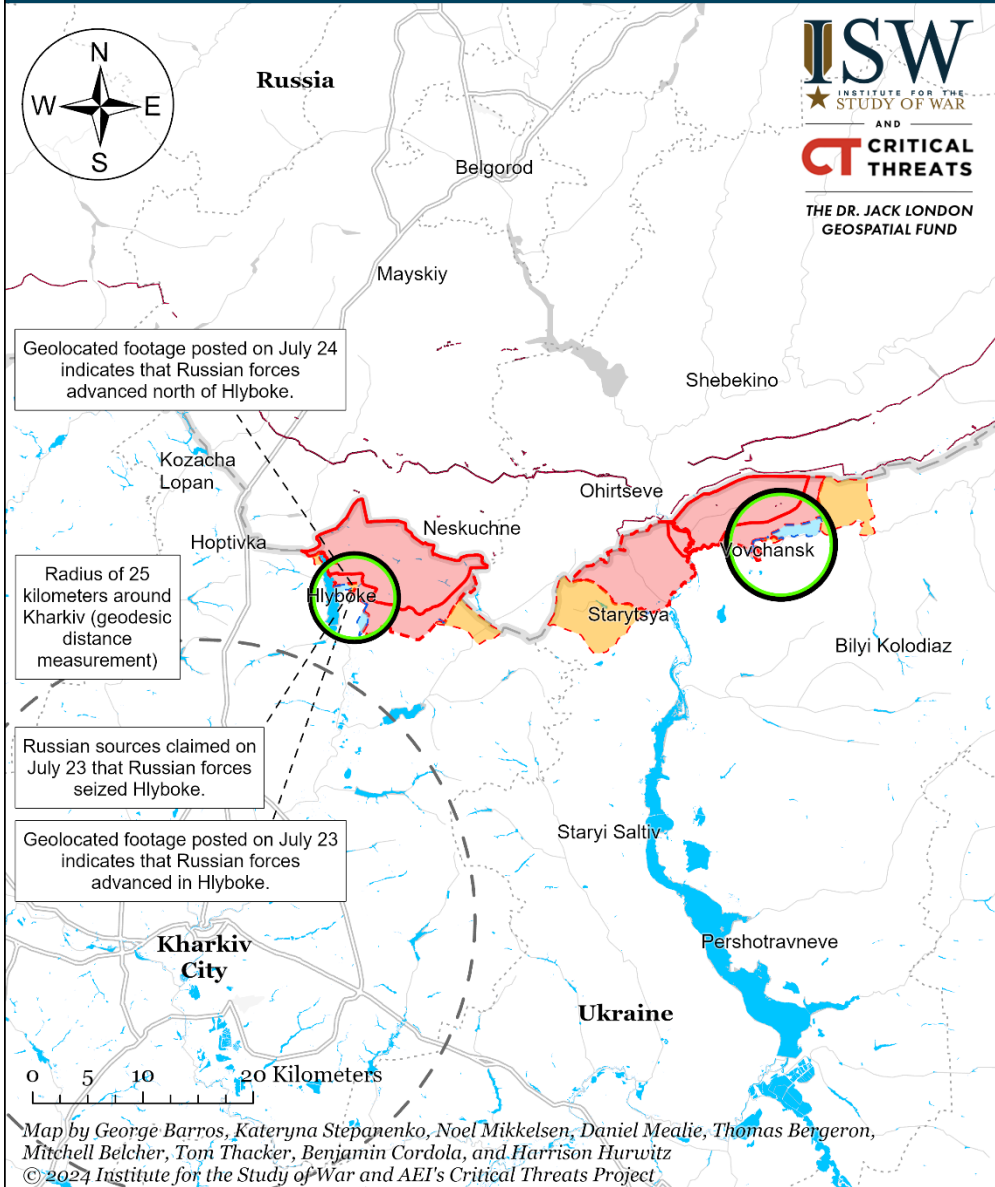 N
W
E
S
Russia
ISW
INSTITUTE FOR THE
STUDY OF WAR
AND
CT CRITICAL
THREATS
THE DR. JACK LONDON
GEOSPATIAL FUND
Belgorod
Mayskiy
Geolocated footage posted on July 24
indicates that Russian forces
advanced north of Hlyboke.
Shebekino
Kozacha
Lopan
Ohirtseve
Neskuchne
Hoptivka
Vovchansk
Radius of 25
kilometers around
Kharkiv (geodesic
distance
measurement)
Hlyboke
Starytsya
Bilyi Kolodiaz
Russian sources claimed on
July 23 that Russian forces
seized Hlyboke.
Geolocated footage posted on July 23
indicates that Russian forces
advanced in Hlyboke.
Staryi Saltiv
Kharkiv
City
Pershotravneve
Ukraine
0 5 10 20 Kilometers
Map by George Barros, Kateryna Stepanenko, Noel Mikkelsen, Daniel Mealie, Thomas Bergeron,
Mitchell Belcher, Tom Thacker, Benjamin Cordola, and Harrison Hurwitz
© 2024 Institute for the Study of War and AEI's Critical Threats Project